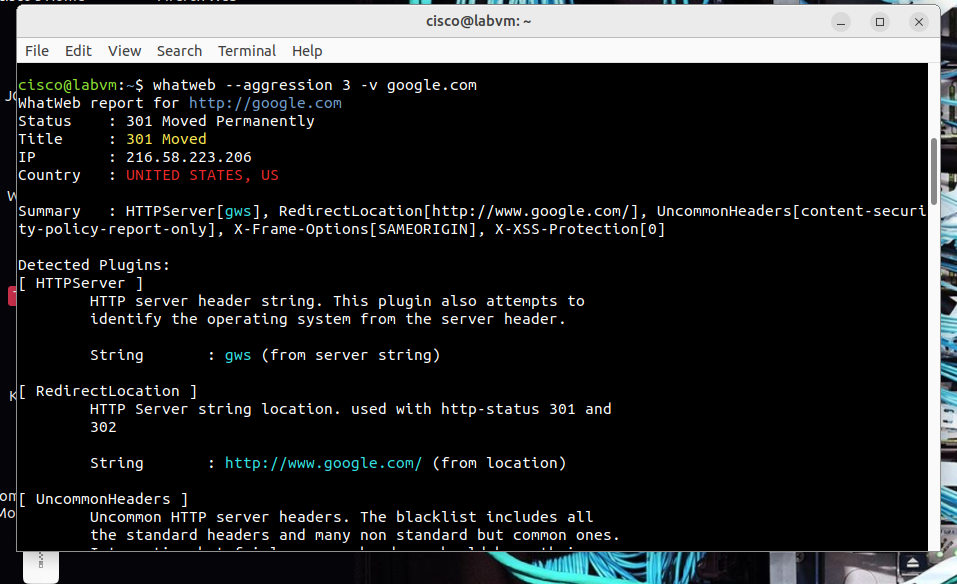 cisco@labvm: ~
File Edit View Search Terminal Help
cisco@labvm:~$ whatweb --aggression 3 -v google.com
WhatWeb report for http://google.com
Status    : 301 Moved Permanently
Title     : 301 Moved
IP        : 216.58.223.206
Country   : UNITED STATES, US
Summary   : HTTPServer[gws], RedirectLocation[http://www.google.com/], UncommonHeaders[content-securi
ty-policy-report-only], X-Frame-Options[SAMEORIGIN], X-XSS-Protection[0]
Detected Plugins:
[ HTTPServer ]
HTTP server header string. This plugin also attempts to
identify the operating system from the server header.
String       : gws (from server string)
[ RedirectLocation ]
HTTP Server string location. used with http-status 301 and
302
String       : http://www.google.com/ (from location)
[ UncommonHeaders ]
Uncommon HTTP server headers. The blacklist includes all
the standard headers and many non standard but common ones.